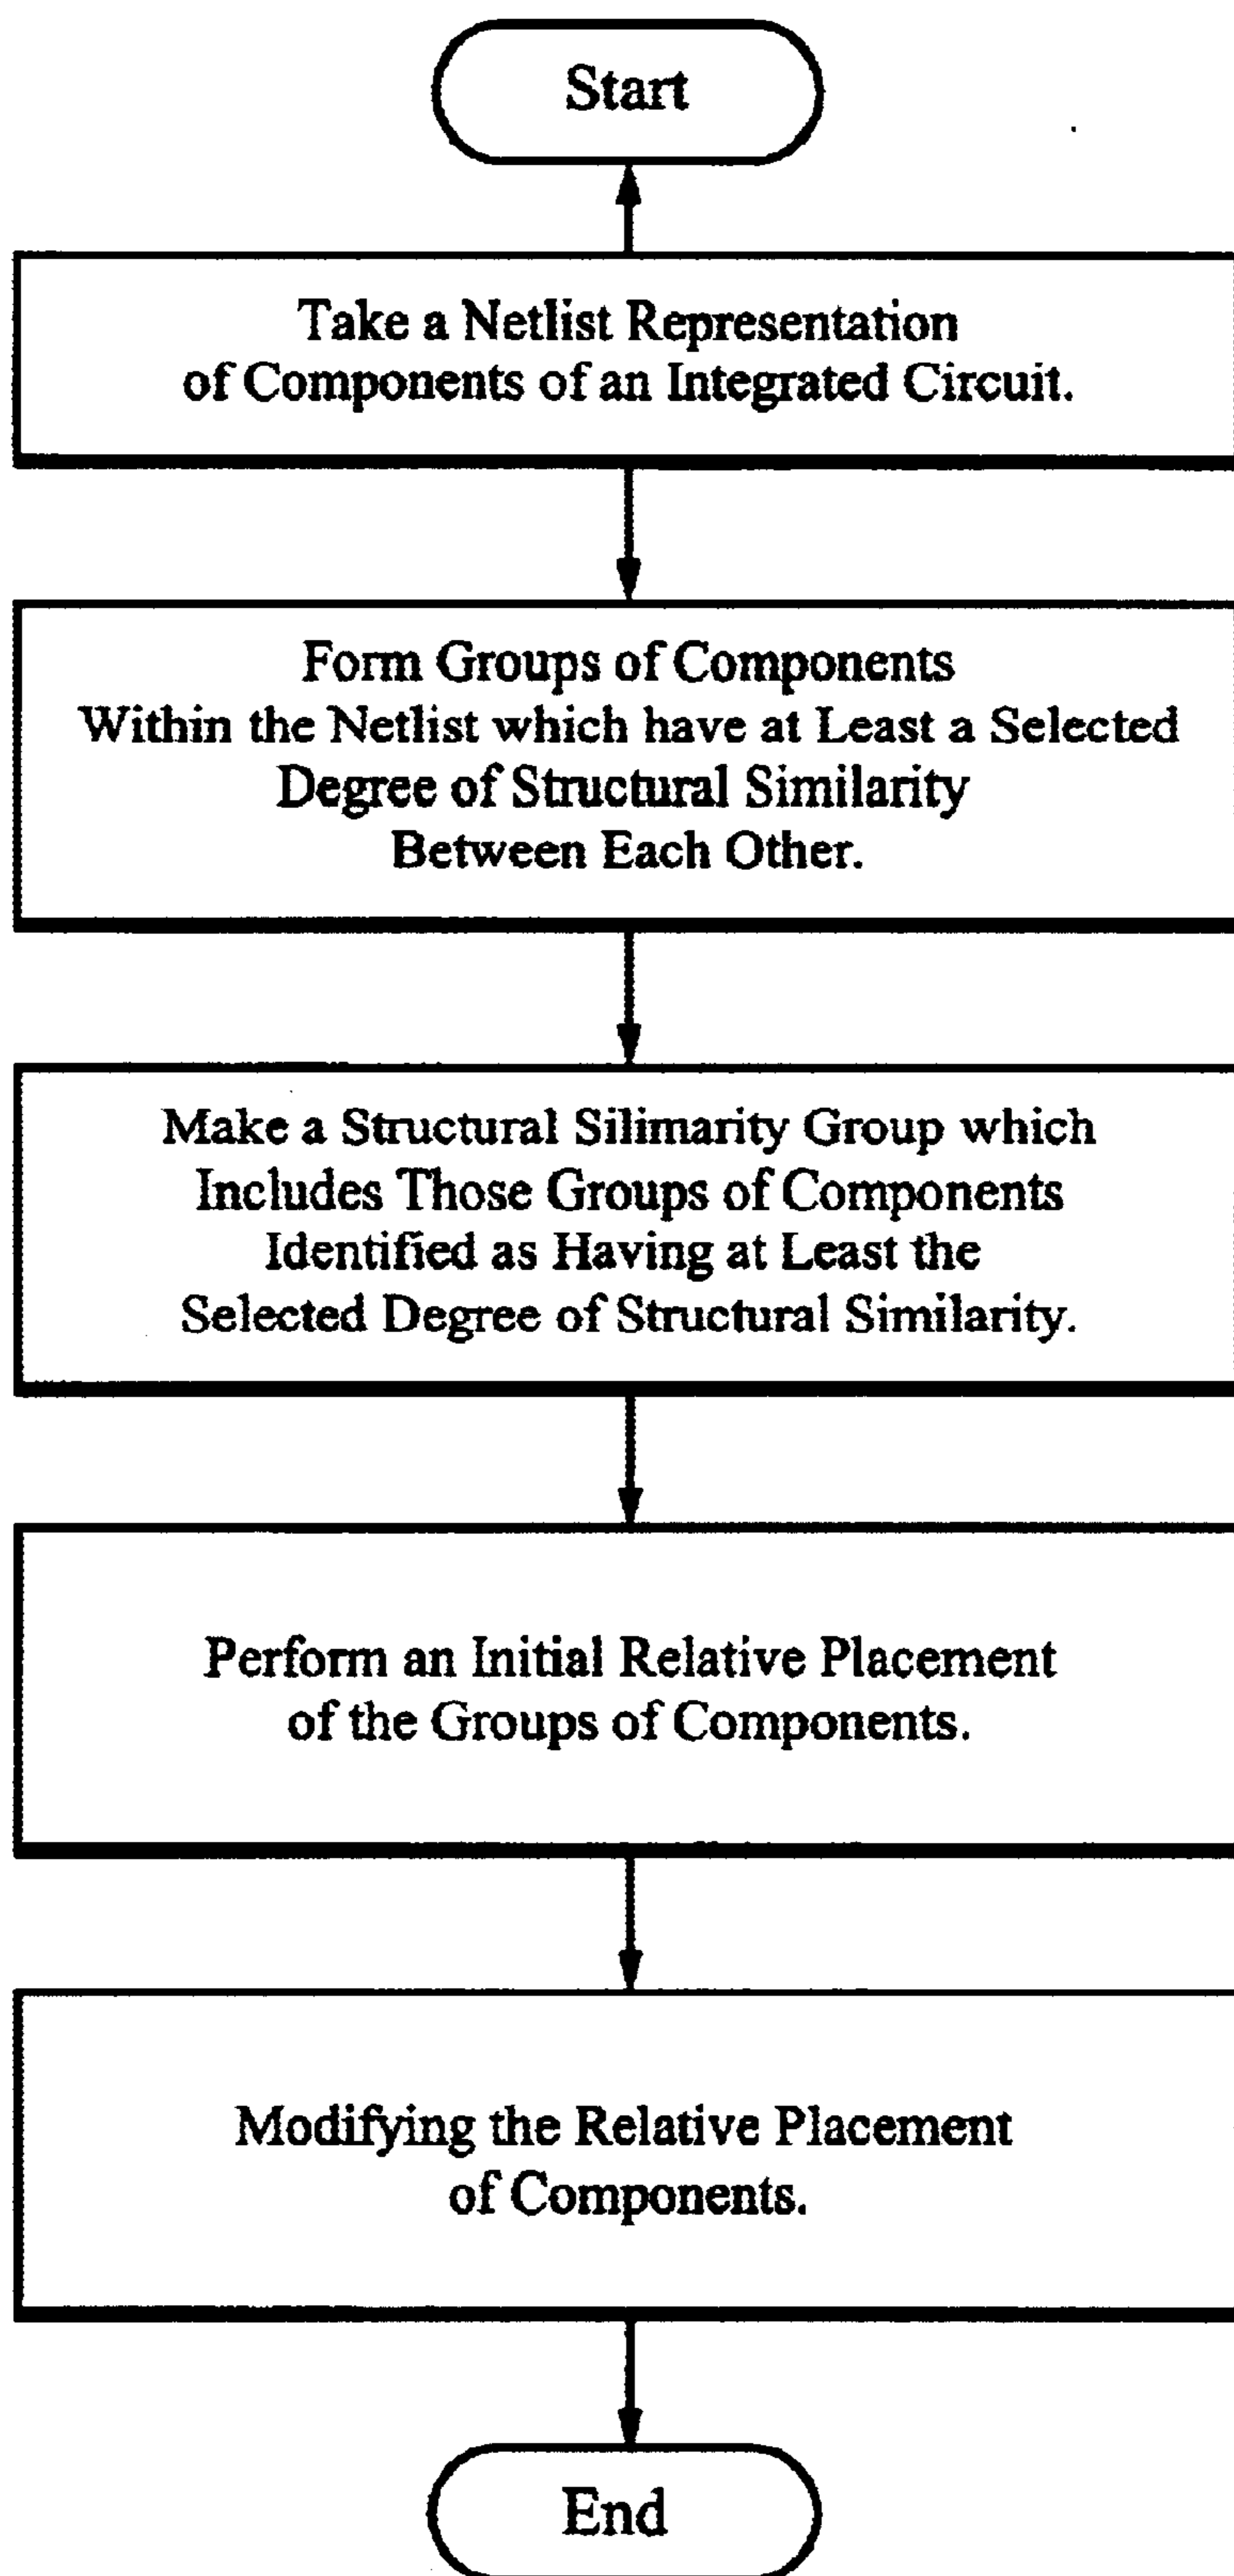 Start
Take a Netlist Representation
of Components of an Integrated Circuit.
Form Groups of Components
Within the Netlist which have at Least a Selected
Degree of Structural Similarity
Between Each Other.
Make a Structural Silimarity Group which
Includes Those Groups of Components
Identified as Having at Least the
Selected Degree of Structural Similarity.
Perform an Initial Relative Placement
of the Groups of Components.
Modifying the Relative Placement
of Components.
End